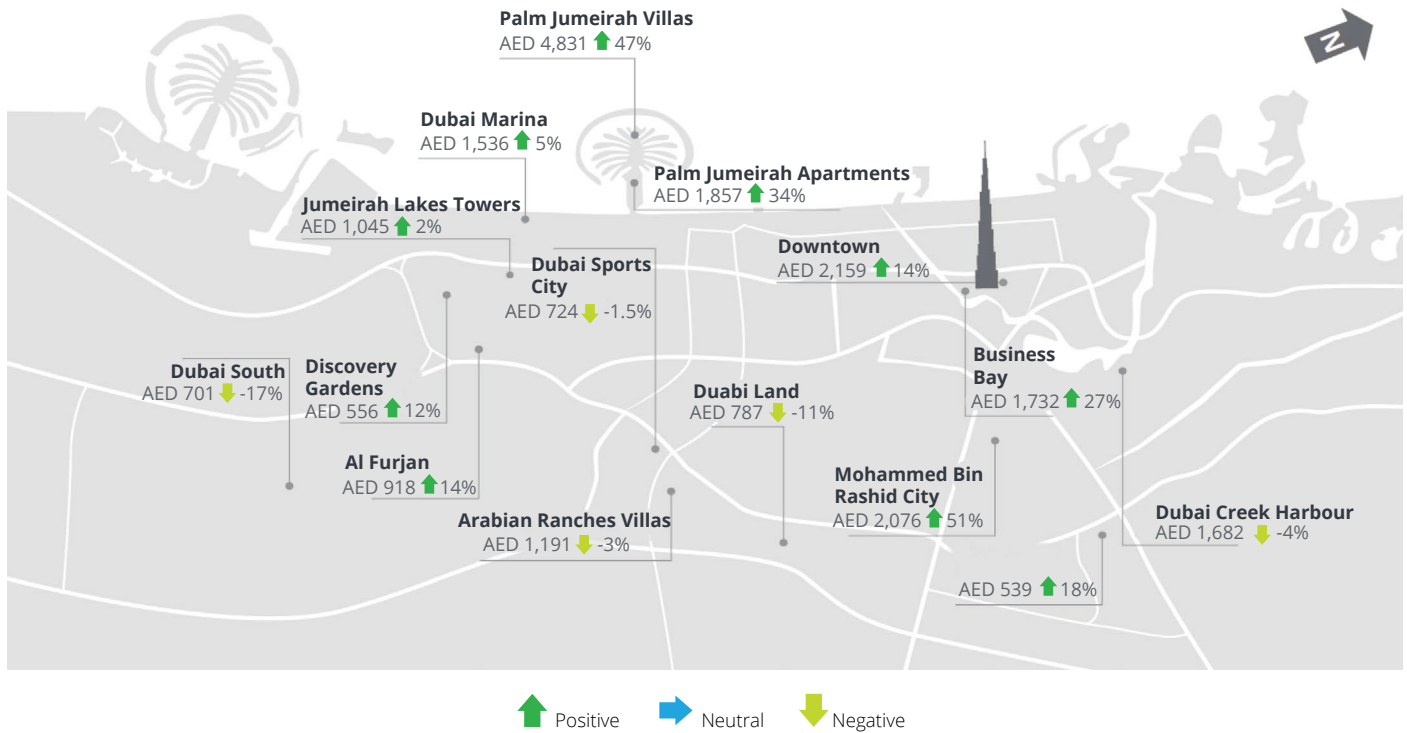 Palm Jumeirah Villas
AED 4,831 47%
N
Dubai Marina
AED 1,536 5%
Palm Jumeirah Apartments
AED 1,857 34%
Jumeirah Lakes Towers
AED 1,045 2%
Dubai Sports
City
AED 724 -1.5%
Downtown
AED 2,159 14%
Dubai South
AED 701 -17%
Discovery
Gardens
AED 556 12%
Duabi Land
AED 787 -11%
Business
Bay
AED 1,732 27%
Al Furjan
AED 918 14%
Mohammed Bin
Rashid City
AED 2,076 51%
Arabian Ranches Villas
AED 1,191 -3%
Dubai Creek Harbour
AED 1,682 -4%
AED 539 18%
Positive Neutral Negative